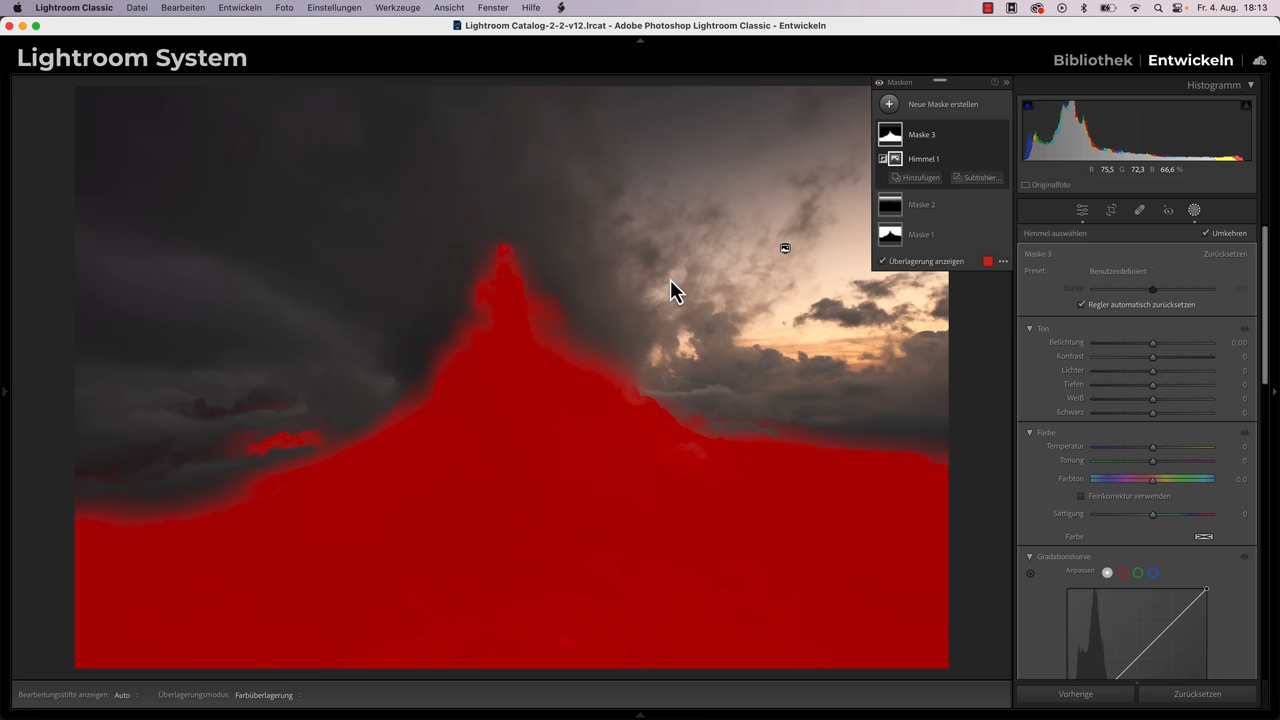 Lightroom Classic Datei Bearbeiten Entwickeln Foto Einstellungen Werkzeuge Ansicht Fenster Hilfe Fr. 4. Aug. 18:13
Lightroom Catalog-2-2-v12.lrcat - Adobe Photoshop Lightroom Classic - Entwickeln
Lightroom System
Bibliothek | Entwickeln |
Masken
Neue Maske erstellen
Maske 3
Himmel 1
Hinzufügen Subtrahier...
Maske 2
Maske 1
Überlagerung anzeigen
Histogramm
R 75,5 G 72,3 B 66,6 %
Originalfoto
Himmel auswählen Umkehren
Maske 3 Zurücksetzen
Preset: Benutzerdefiniert
Stärke
Regler automatisch zurücksetzen
Ton
Belichtung 0,00
Kontrast 0
Lichter 0
Tiefen 0
Weiß 0
Schwarz 0
Farbe
Temperatur 0
Tonung 0
Farbton 0,0
Feinkorrektur verwenden
Sättigung 0
Farbe
Gradationskurve
Anpassen:
Bearbeitungsstifte anzeigen: Auto Überlagerungsmodus: Farbüberlagerung
Vorherige Zurücksetzen